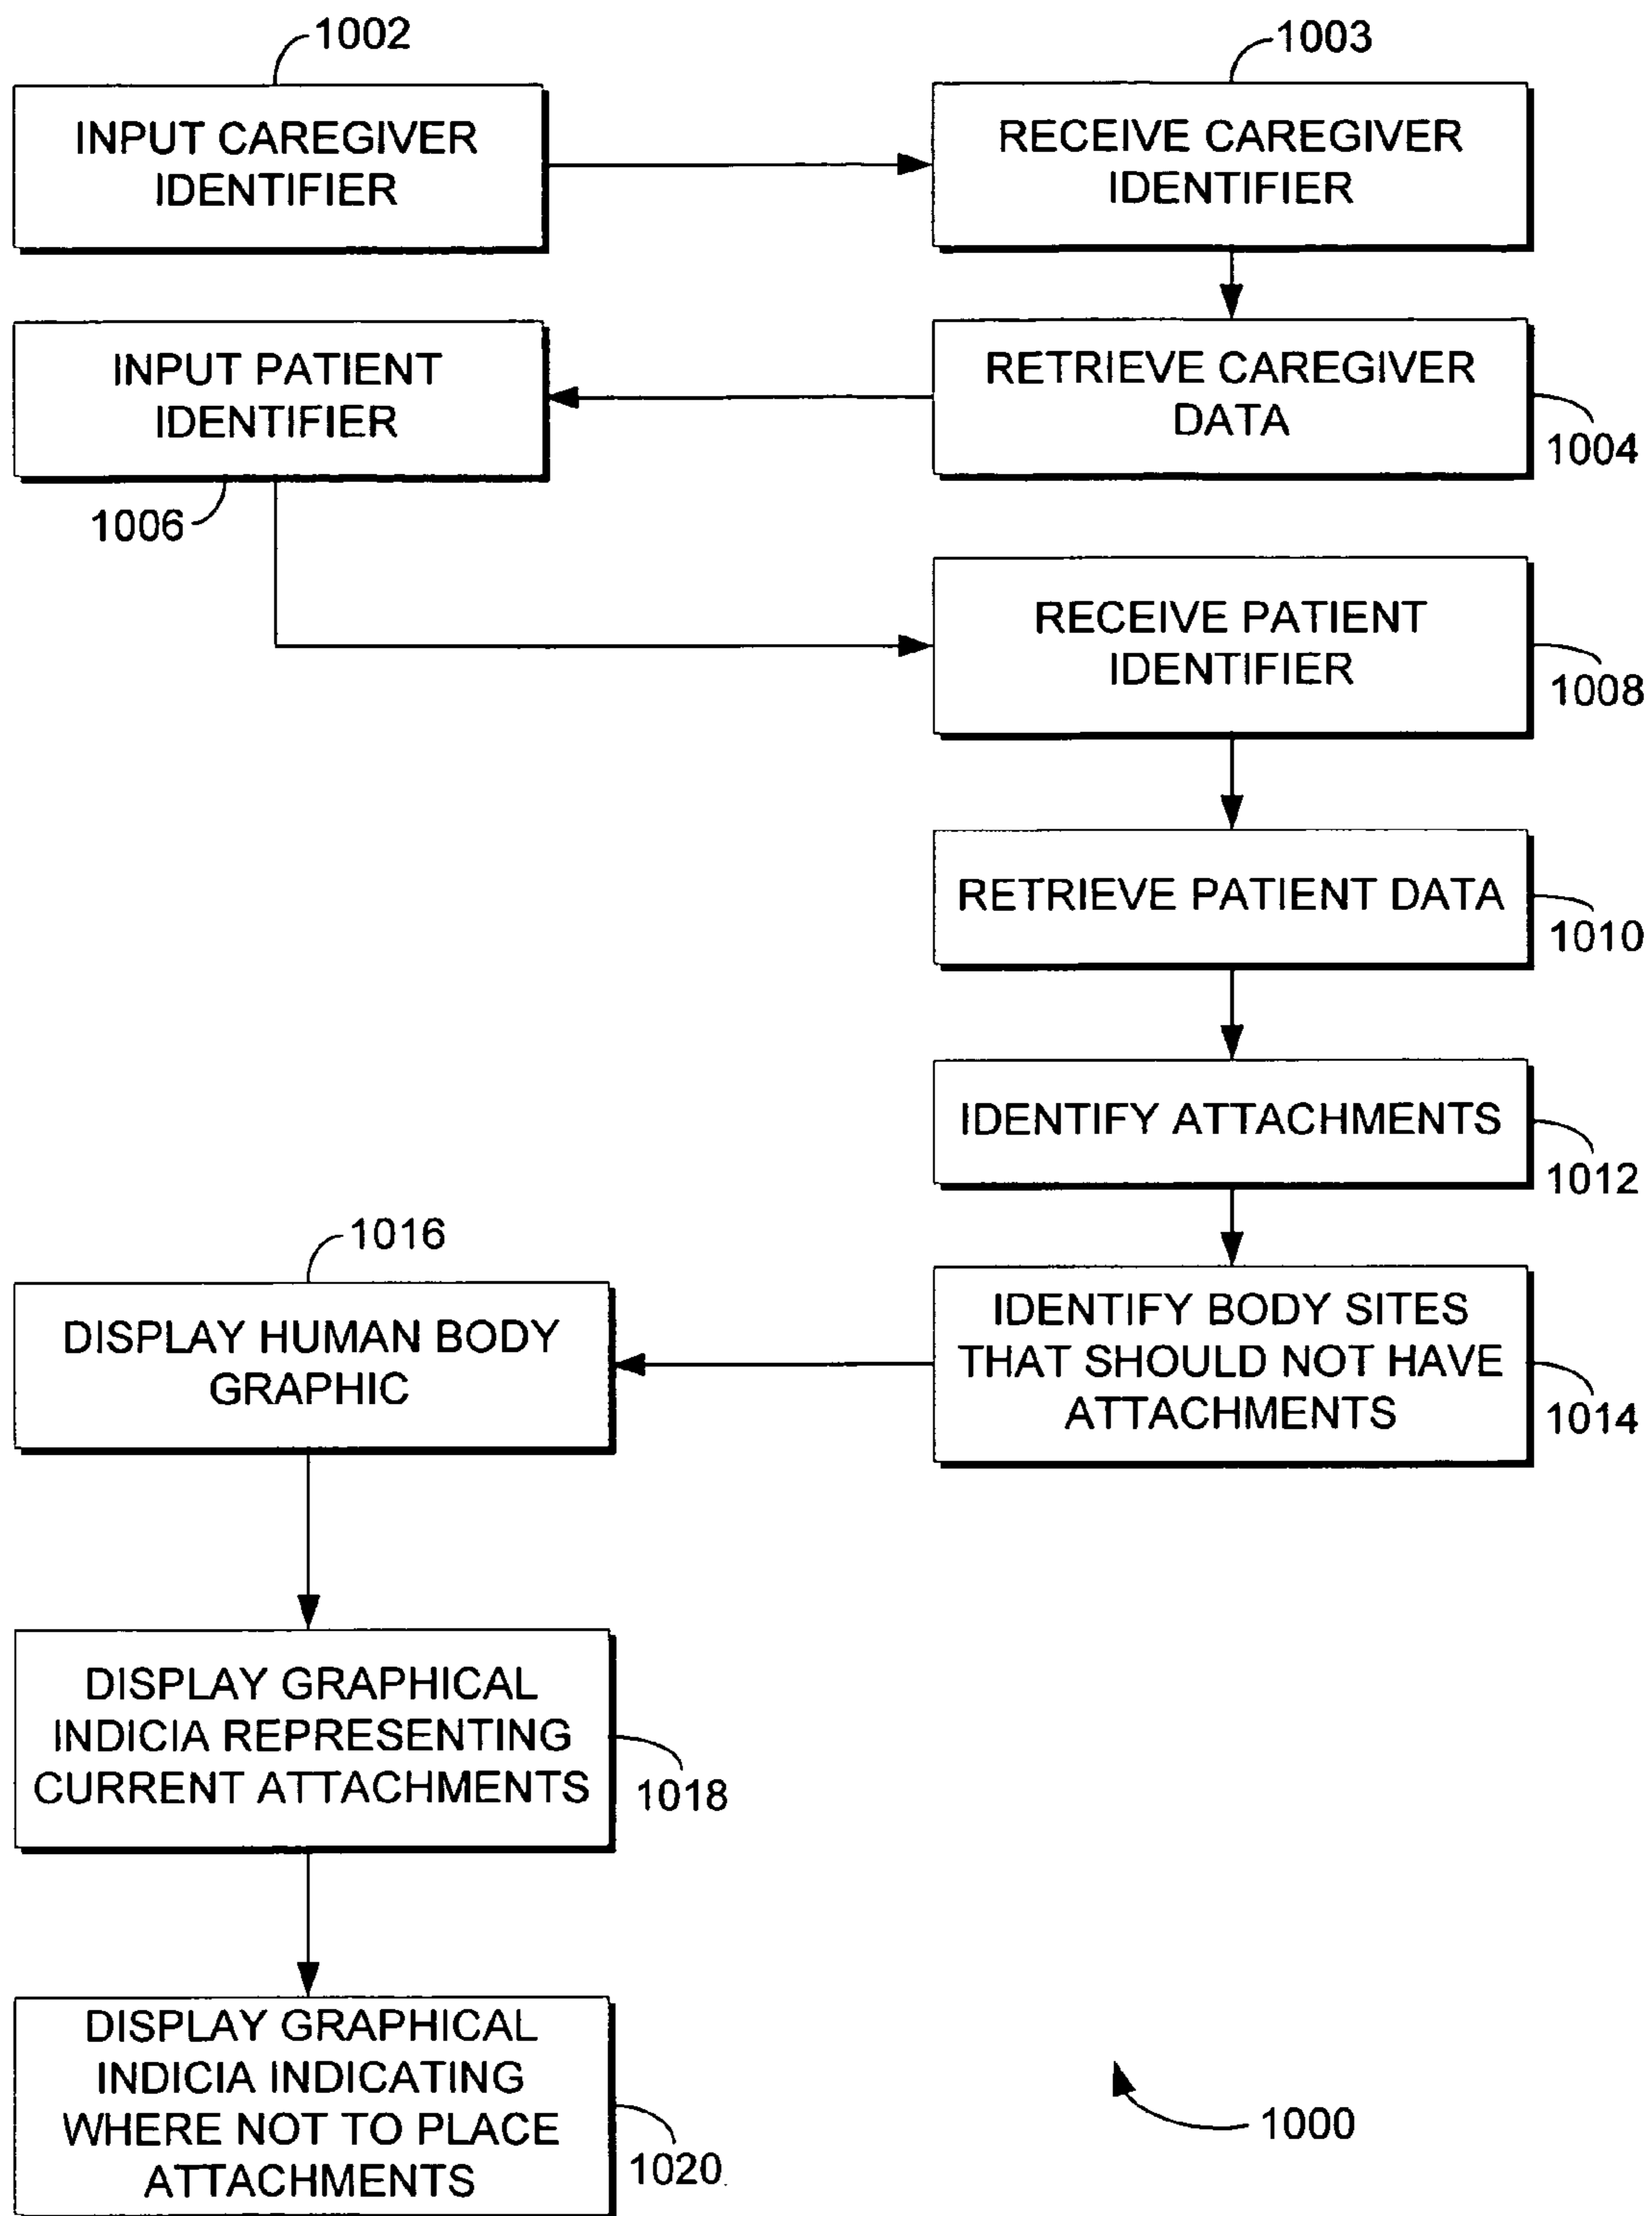 1002
INPUT CAREGIVER
IDENTIFIER
1003
RECEIVE CAREGIVER
IDENTIFIER
RETRIEVE CAREGIVER
DATA
1004
INPUT PATIENT
IDENTIFIER
1006
RECEIVE PATIENT
IDENTIFIER
1008
RETRIEVE PATIENT DATA
1010
IDENTIFY ATTACHMENTS
1012
IDENTIFY BODY SITES
THAT SHOULD NOT HAVE
ATTACHMENTS
1014
1016
DISPLAY HUMAN BODY
GRAPHIC
DISPLAY GRAPHICAL
INDICIA REPRESENTING
CURRENT ATTACHMENTS
1018
DISPLAY GRAPHICAL
INDICIA INDICATING
WHERE NOT TO PLACE
ATTACHMENTS
1020
1000